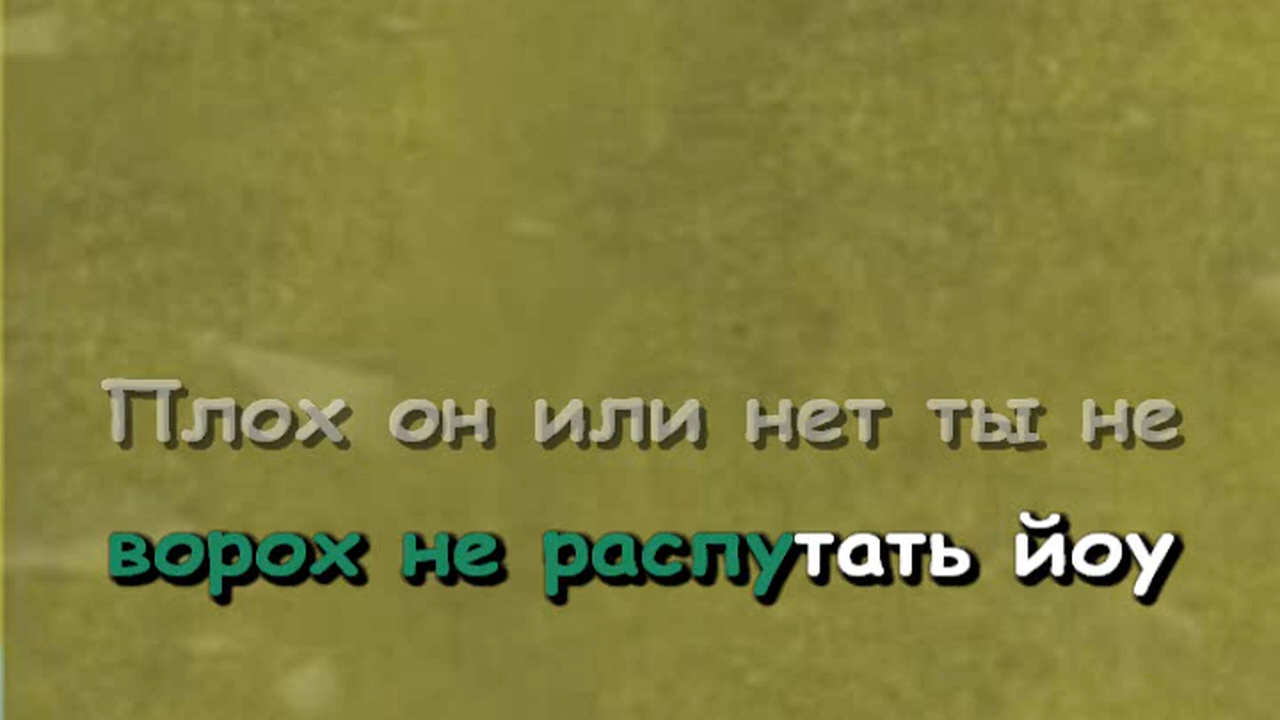 Плох он или нет ты не
ворох не распутать йоу